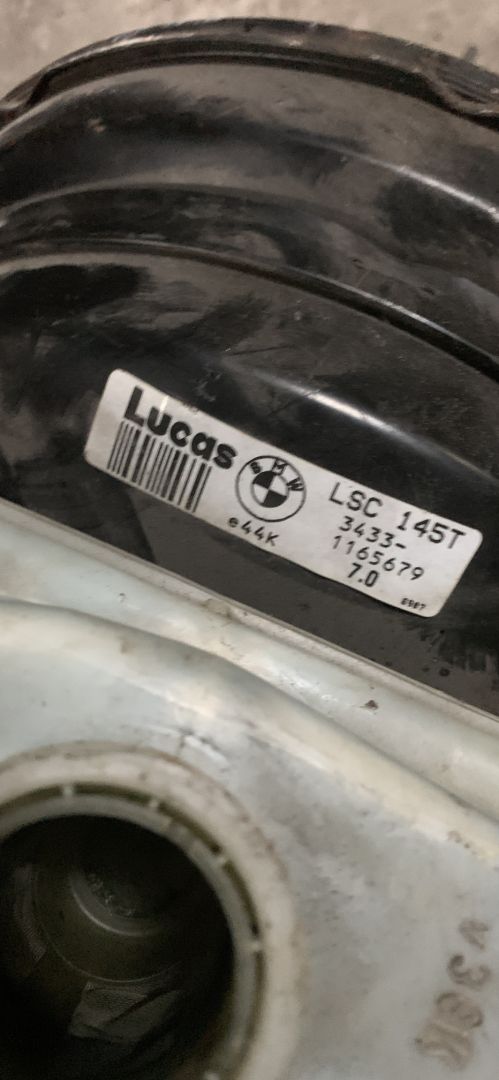 Lucas
BMW
e44K
LSC 145T
3433-
1165679
7.0